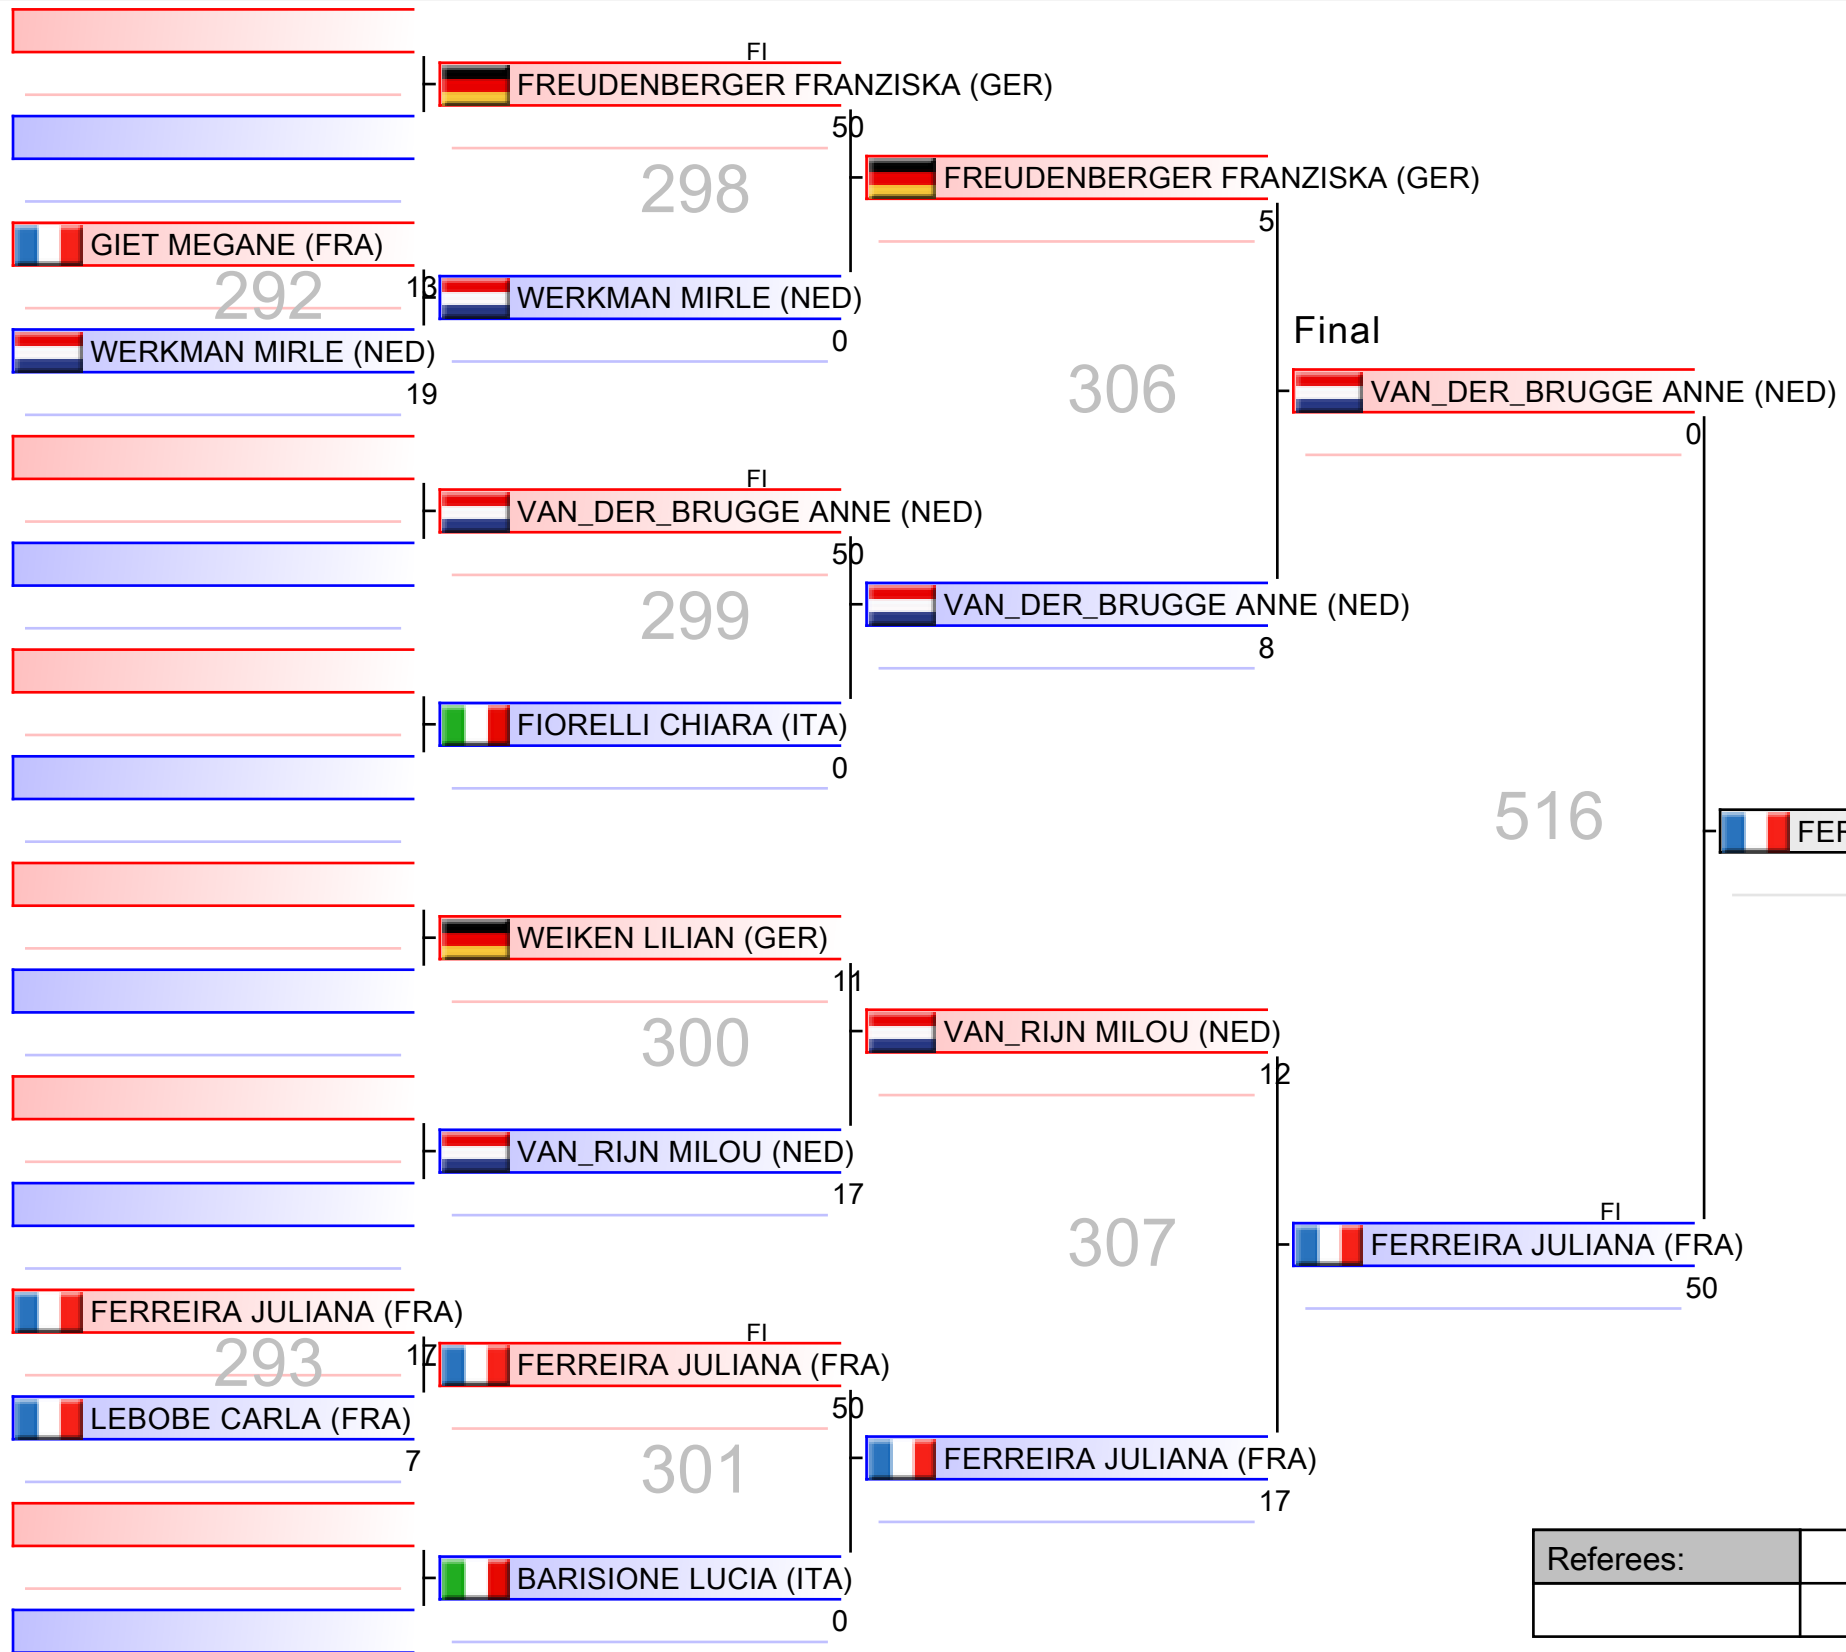 FI
FREUDENBERGER FRANZISKA (GER)
50
298
FREUDENBERGER FRANZISKA (GER)
5
GIET MEGANE (FRA)
13
292
WERKMAN MIRLE (NED)
0
WERKMAN MIRLE (NED)
19
306
Final
VAN_DER_BRUGGE ANNE (NED)
0
FI
VAN_DER_BRUGGE ANNE (NED)
50
299
VAN_DER_BRUGGE ANNE (NED)
8
FIORELLI CHIARA (ITA)
0
516
WEIKEN LILIAN (GER)
11
300
VAN_RIJN MILOU (NED)
12
VAN_RIJN MILOU (NED)
17
307
FI
FERREIRA JULIANA (FRA)
50
FERREIRA JULIANA (FRA)
17
293
FI
FERREIRA JULIANA (FRA)
50
LEBOBE CARLA (FRA)
7
301
FERREIRA JULIANA (FRA)
17
BARISIONE LUCIA (ITA)
0
Referees: